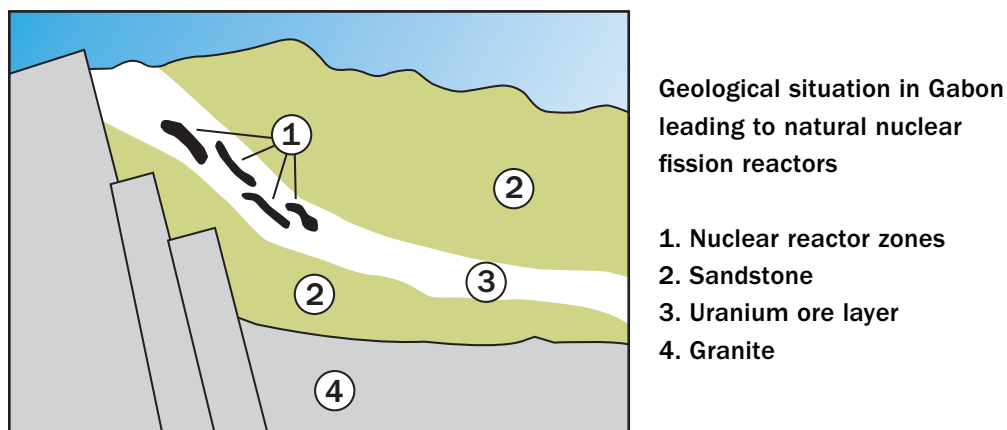 1
2
2
3
4
Geological situation in Gabon
leading to natural nuclear
fission reactors
1. Nuclear reactor zones
2. Sandstone
3. Uranium ore layer
4. Granite